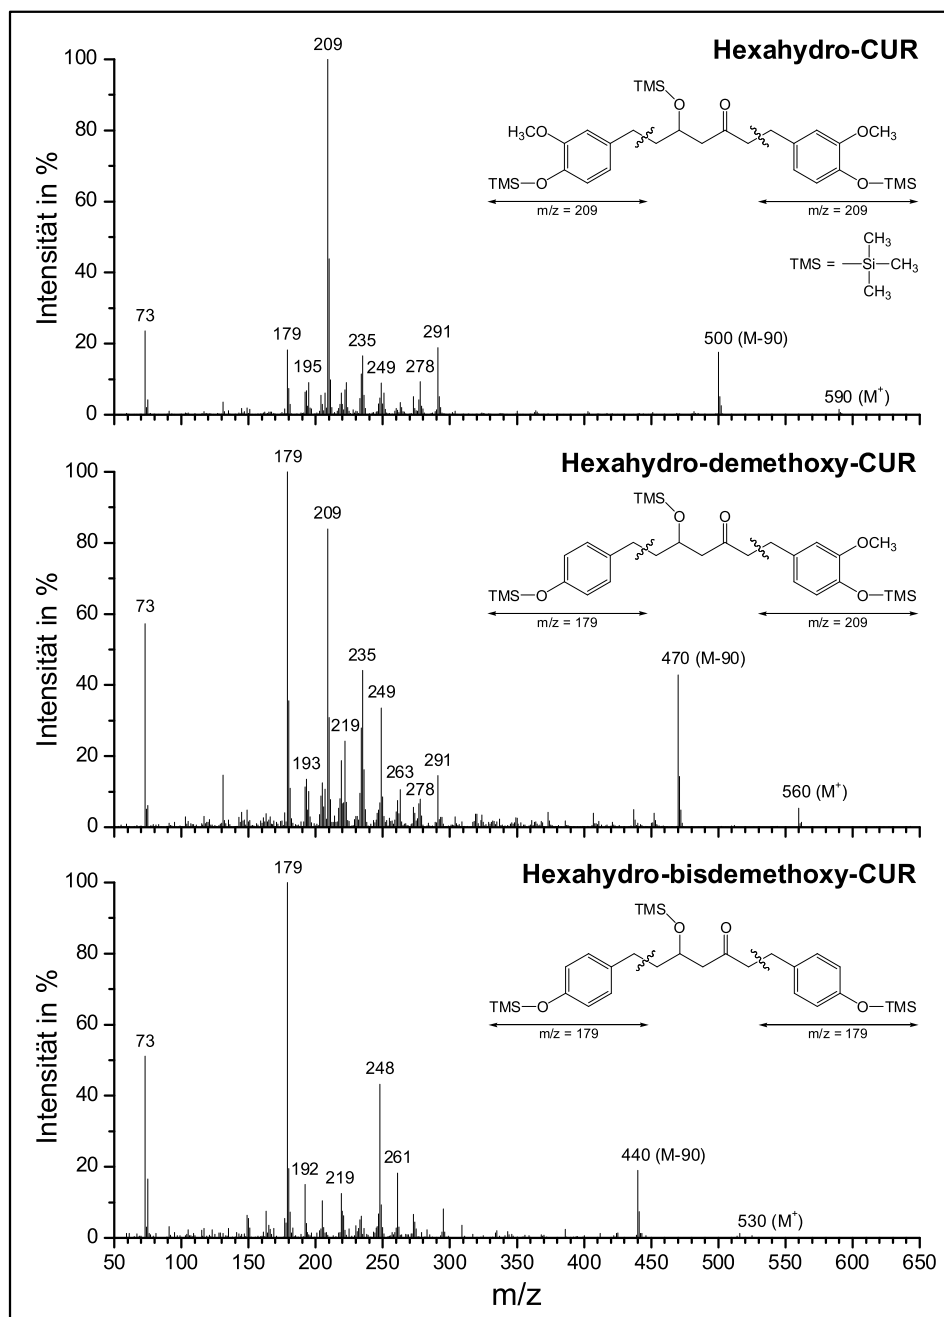 Hexahydro-CUR
Intensität in %
100
80
60
40
20
0
73
179
195
209
235
249
278
291
500 (M-90)
590 (M⁺)
TMS
O
O
H₃CO
OCH₃
TMS—O
O—TMS
m/z = 209
m/z = 209
TMS =
CH₃
Si—CH₃
CH₃
Hexahydro-demethoxy-CUR
Intensität in %
100
80
60
40
20
0
73
179
193
209
219
235
249
263
278
291
470 (M-90)
560 (M⁺)
TMS
O
O
OCH₃
TMS—O
O—TMS
m/z = 179
m/z = 209
Hexahydro-bisdemethoxy-CUR
Intensität in %
100
80
60
40
20
0
73
179
192
219
248
261
440 (M-90)
530 (M⁺)
TMS
O
O
TMS—O
O—TMS
m/z = 179
m/z = 179
50 100 150 200 250 300 350 400 450 500 550 600 650
m/z